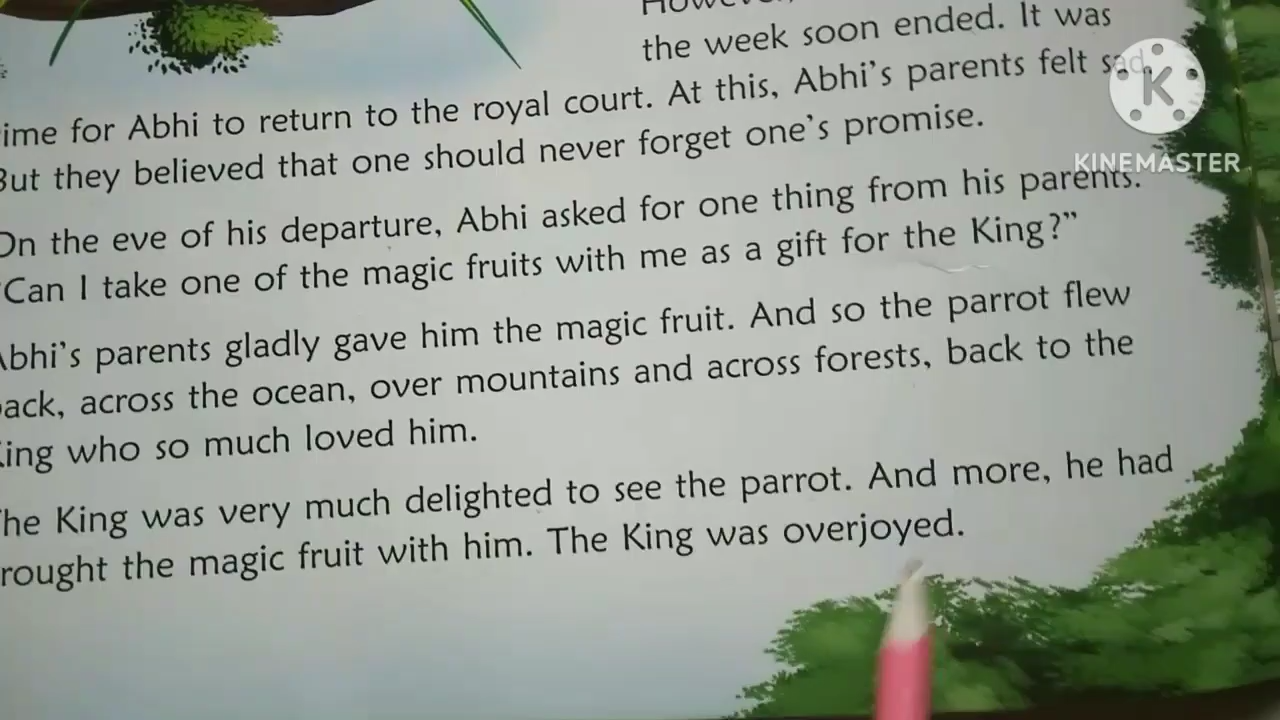 However,
the week soon ended. It was
ime for Abhi to return to the royal court. At this, Abhi's parents felt sad
But they believed that one should never forget one's promise.
On the eve of his departure, Abhi asked for one thing from his parents.
"Can I take one of the magic fruits with me as a gift for the King?"
Abhi's parents gladly gave him the magic fruit. And so the parrot flew
back, across the ocean, over mountains and across forests, back to the
King who so much loved him.
The King was very much delighted to see the parrot. And more, he had
rought the magic fruit with him. The King was overjoyed.
K
KINEMASTER